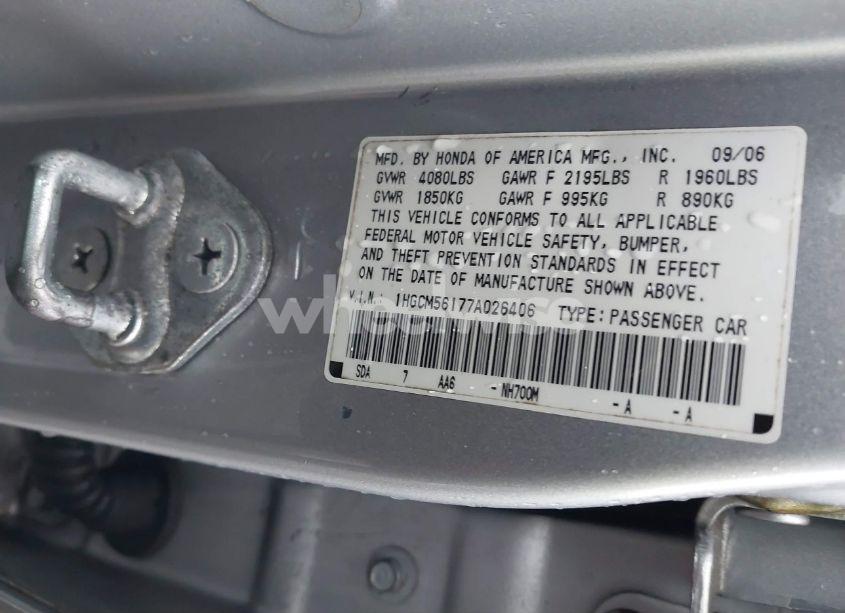 MFD. BY HONDA OF AMERICA MFG., INC. 09/06
GVWR 4080LBS GAWR F 2195LBS R 1960LBS
GVWR 1850KG GAWR F 995KG R 890KG
THIS VEHICLE CONFORMS TO ALL APPLICABLE
FEDERAL MOTOR VEHICLE SAFETY, BUMPER,
AND THEFT PREVENTION STANDARDS IN EFFECT
ON THE DATE OF MANUFACTURE SHOWN ABOVE.
V.I.N. 1HGCM56177A026406 TYPE:PASSENGER CAR
SDA 7 AA6 - NH700M -A -A